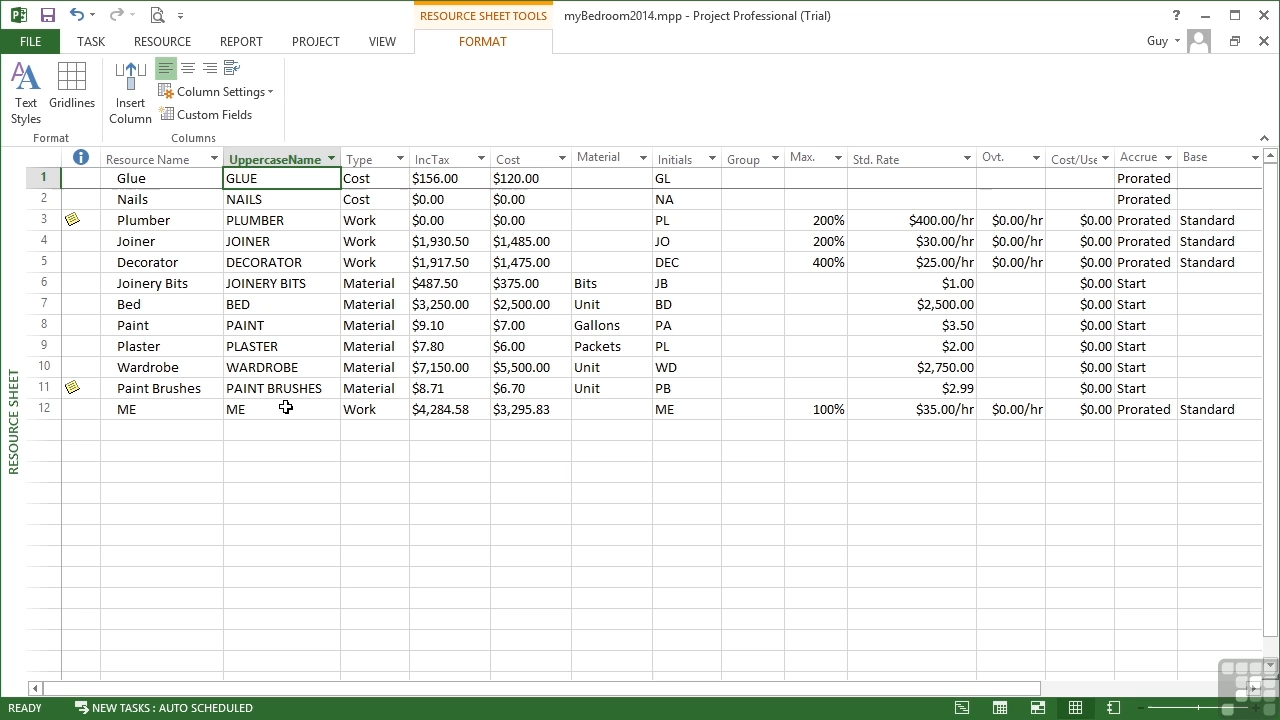 RESOURCE SHEET TOOLS
myBedroom2014.mpp - Project Professional (Trial)
?
FILE TASK RESOURCE REPORT PROJECT VIEW FORMAT
Guy
Text Styles
Gridlines
Format
Insert Column
Column Settings
Custom Fields
Columns
Resource Name UppercaseName Type IncTax Cost Material Initials Group Max. Std. Rate Ovt. Cost/Use Accrue Base
1 Glue GLUE Cost $156.00 $120.00 GL Prorated
2 Nails NAILS Cost $0.00 $0.00 NA Prorated
3 Plumber PLUMBER Work $0.00 $0.00 PL 200% $400.00/hr $0.00/hr $0.00 Prorated Standard
4 Joiner JOINER Work $1,930.50 $1,485.00 JO 200% $30.00/hr $0.00/hr $0.00 Prorated Standard
5 Decorator DECORATOR Work $1,917.50 $1,475.00 DEC 400% $25.00/hr $0.00/hr $0.00 Prorated Standard
6 Joinery Bits JOINERY BITS Material $487.50 $375.00 Bits JB $1.00 $0.00 Start
7 Bed BED Material $3,250.00 $2,500.00 Unit BD $2,500.00 $0.00 Start
8 Paint PAINT Material $9.10 $7.00 Gallons PA $3.50 $0.00 Start
9 Plaster PLASTER Material $7.80 $6.00 Packets PL $2.00 $0.00 Start
10 Wardrobe WARDROBE Material $7,150.00 $5,500.00 Unit WD $2,750.00 $0.00 Start
11 Paint Brushes PAINT BRUSHES Material $8.71 $6.70 Unit PB $2.99 $0.00 Start
12 ME ME Work $4,284.58 $3,295.83 ME 100% $35.00/hr $0.00/hr $0.00 Prorated Standard
RESOURCE SHEET
READY NEW TASKS : AUTO SCHEDULED